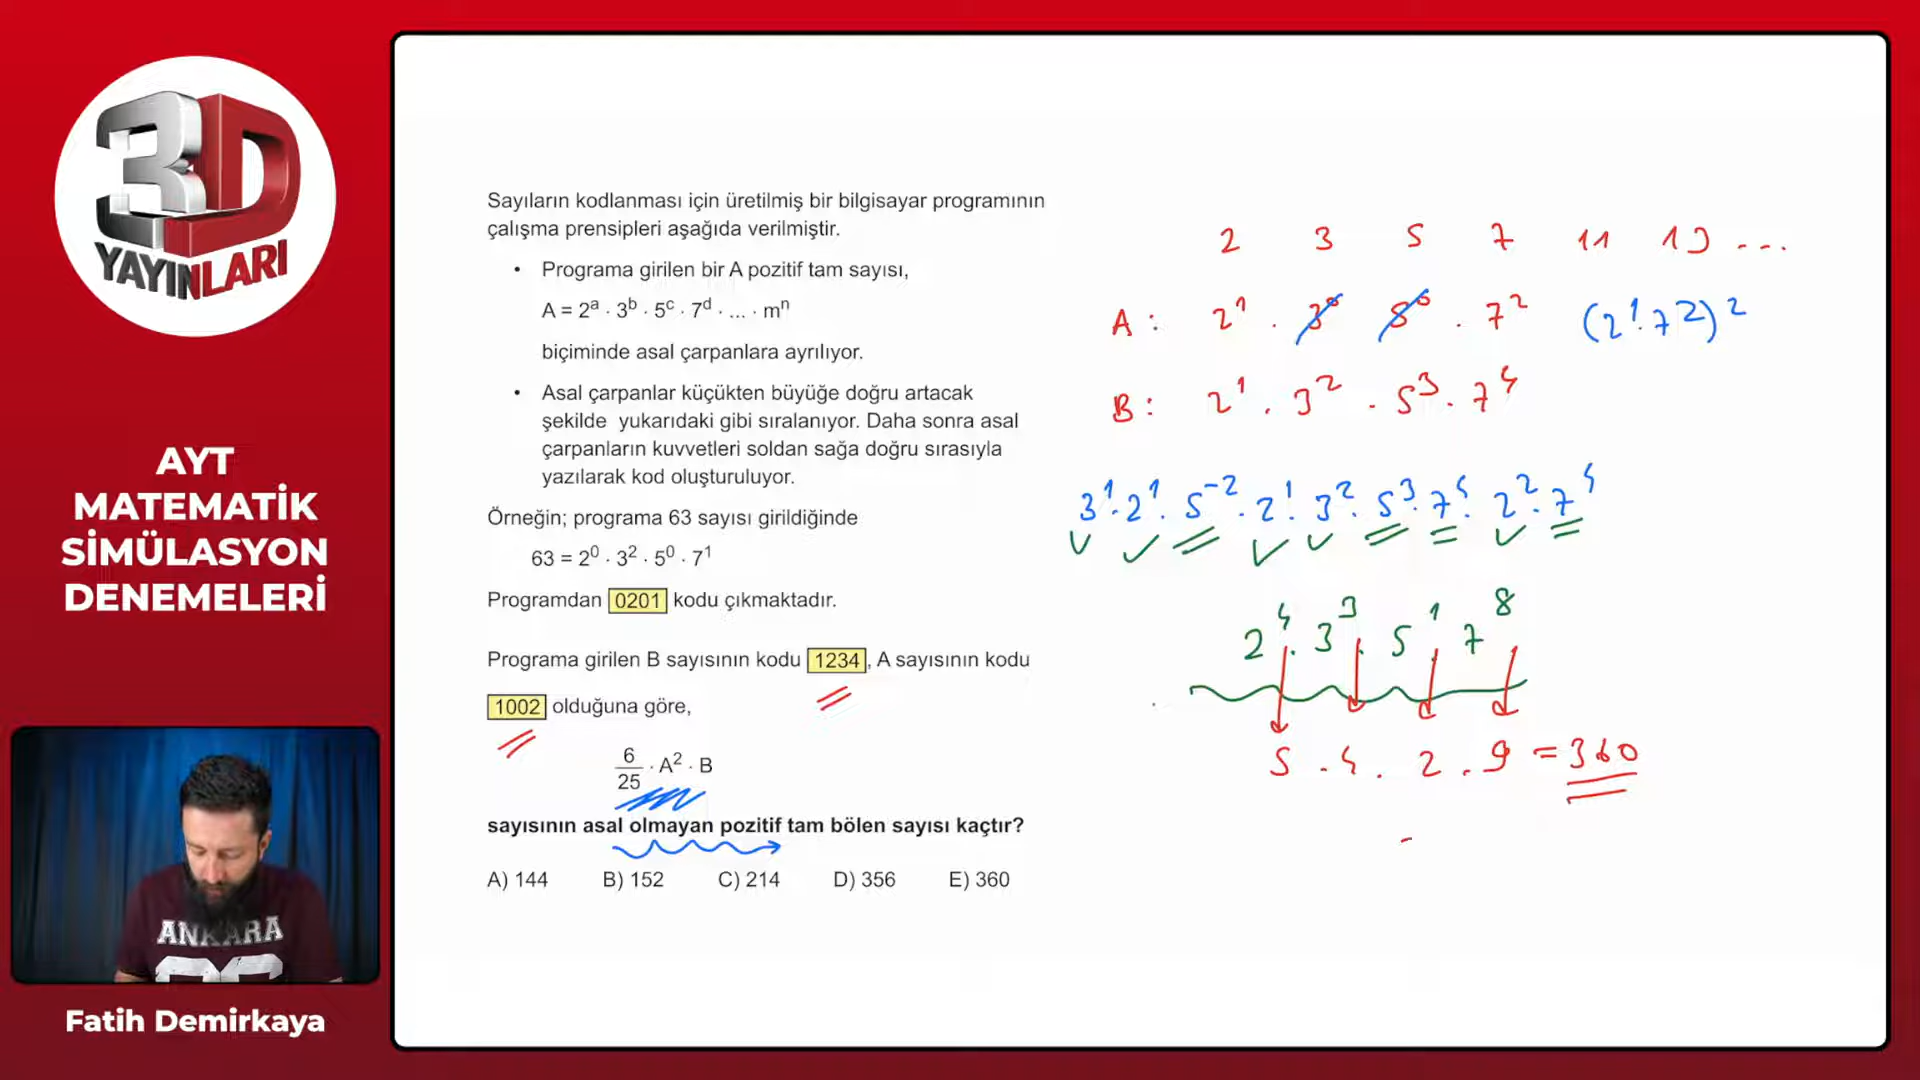 3D
YAYINLARI
AYT
MATEMATİK
SİMÜLASYON
DENEMELERİ
ANKARA
Fatih Demirkaya
Sayıların kodlanması için üretilmiş bir bilgisayar programının
çalışma prensipleri aşağıda verilmiştir.
• Programa girilen bir A pozitif tam sayısı,
A = 2ᵃ · 3ᵇ · 5ᶜ · 7ᵈ · ... · mⁿ
biçiminde asal çarpanlara ayrılıyor.
• Asal çarpanlar küçükten büyüğe doğru artacak
şekilde yukarıdaki gibi sıralanıyor. Daha sonra asal
çarpanların kuvvetleri soldan sağa doğru sırasıyla
yazılarak kod oluşturuluyor.
Örneğin; programa 63 sayısı girildiğinde
63 = 2⁰ · 3² · 5⁰ · 7¹
Programdan 0201 kodu çıkmaktadır.
Programa girilen B sayısının kodu 1234, A sayısının kodu
1002 olduğuna göre,
6/25 · A² · B
sayısının asal olmayan pozitif tam bölen sayısı kaçtır?
A) 144 B) 152 C) 214 D) 356 E) 360
2 3 5 7 11 13 ...
A : 2¹ · 3⁰ 5⁰ · 7² (2¹·7²)²
B : 2¹ · 3² · 5³ · 7⁴
3¹·2¹·5⁻²·2¹·3²·5³·7⁴·2²·7⁴
2⁴·3³·5¹·7⁸
5 · 4 · 2 · 9 = 360